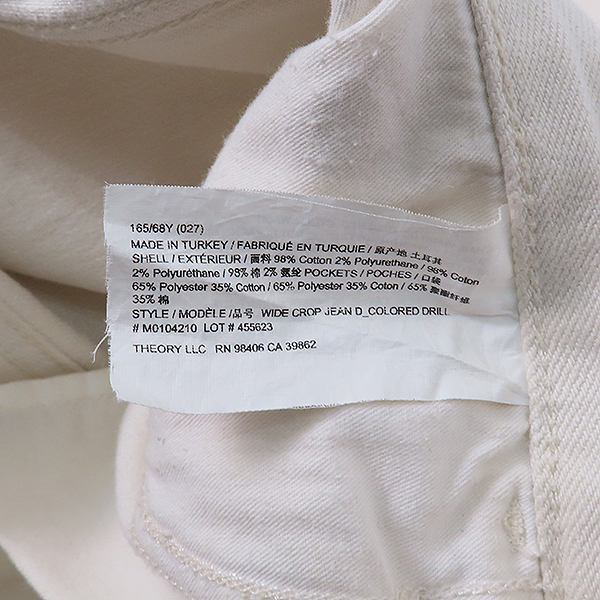 165/68Y (027)
MADE IN TURKEY / FABRIQUÉ EN TURQUIE / 原产地 土耳其
SHELL / EXTÉRIEUR / 面料 98% Cotton 2% Polyurethane / 98% Coton
2% Polyuréthane / 98% 棉 2% 氨纶 POCKETS / POCHES / 口袋
65% Polyester 35% Cotton / 65% Polyester 35% Coton / 65% 聚酯纤维
35% 棉
STYLE / MODÈLE /品号 WIDE CROP JEAN D_COLORED DRILL
# M0104210 LOT # 455623
THEORY LLC RN 98406 CA 39862